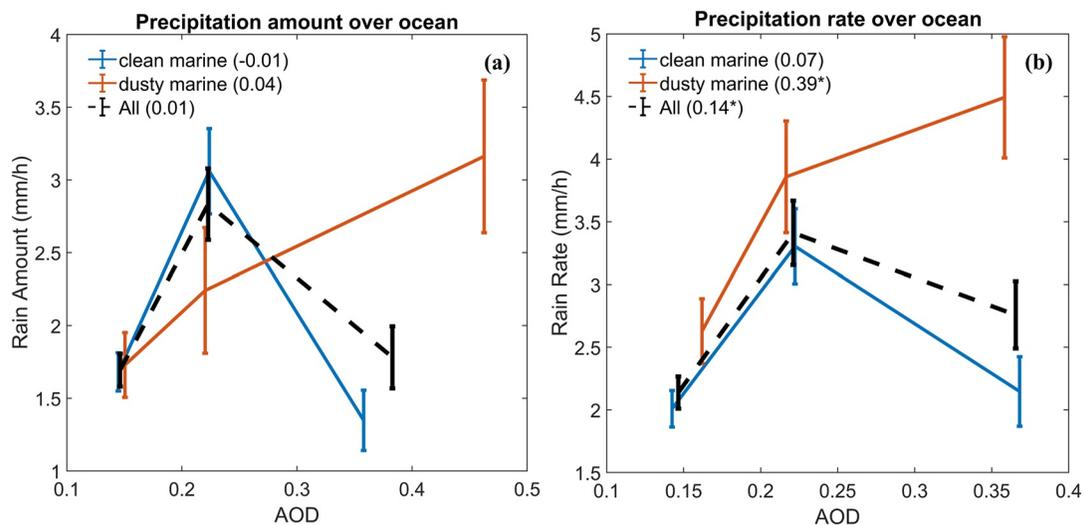 Precipitation amount over ocean
4
3.5
3
2.5
2
1.5
1
Rain Amount (mm/h)
clean marine (-0.01)
dusty marine (0.04)
All (0.01)
(a)
0.1
0.2
0.3
0.4
0.5
AOD
Precipitation rate over ocean
5
4.5
4
3.5
3
2.5
2
1.5
Rain Rate (mm/h)
clean marine (0.07)
dusty marine (0.39*)
All (0.14*)
(b)
0.1
0.15
0.2
0.25
0.3
0.35
0.4
AOD